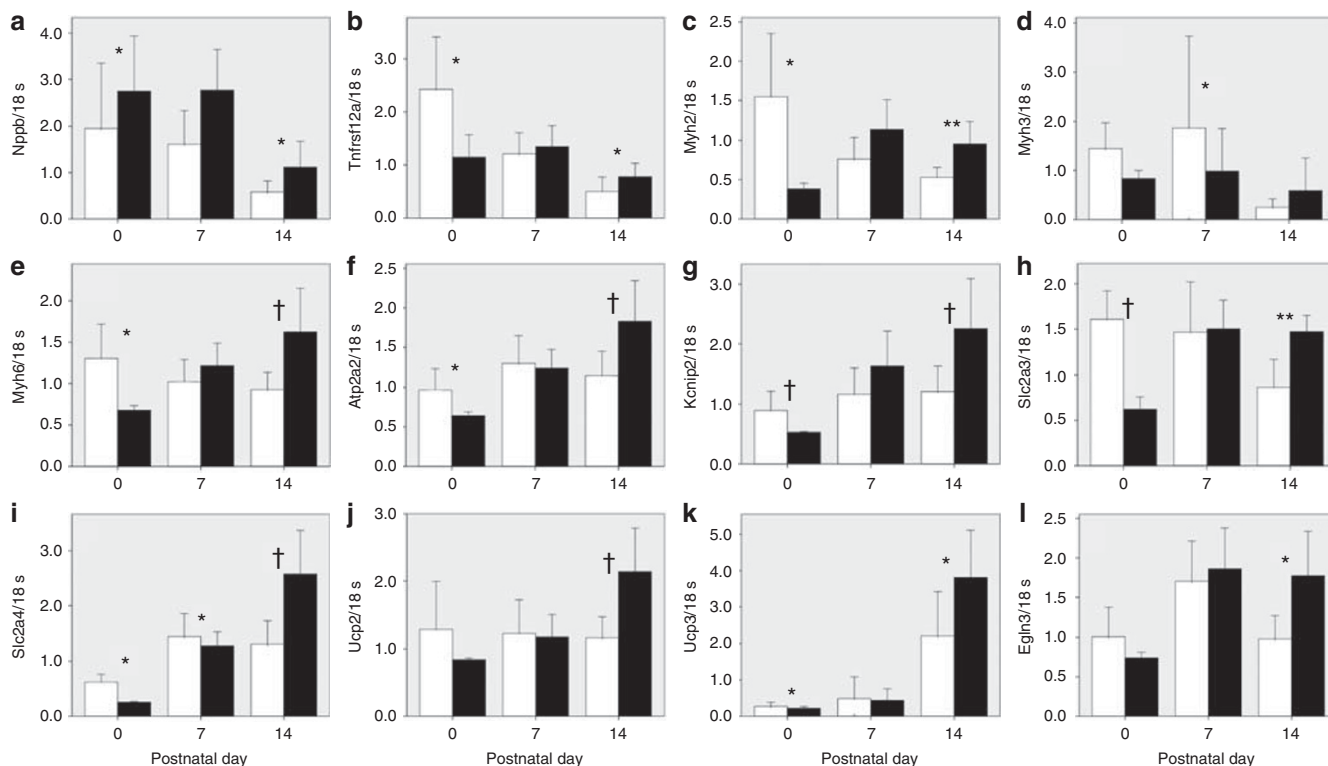 a
Nppb/18 s
4.0
3.0
2.0
1.0
0.0
*
*
0 7 14
b
Tnfrsf12a/18 s
3.0
2.0
1.0
0.0
*
*
0 7 14
c
Myh2/18 s
2.5
2.0
1.5
1.0
0.5
0.0
*
**
0 7 14
d
Myh3/18 s
4.0
3.0
2.0
1.0
0.0
*
0 7 14
e
Myh6/18 s
2.0
1.5
1.0
0.5
0.0
*
†
0 7 14
f
Atp2a2/18 s
2.5
2.0
1.5
1.0
0.5
0.0
*
†
0 7 14
g
Kcnip2/18 s
3.0
2.0
1.0
0.0
†
†
0 7 14
h
Slc2a3/18 s
2.0
1.5
1.0
0.5
0.0
†
**
0 7 14
i
Slc2a4/18 s
3.0
2.0
1.0
0.0
*
*
†
0 7 14
Postnatal day
j
Ucp2/18 s
3.0
2.0
1.0
0.0
†
0 7 14
Postnatal day
k
Ucp3/18 s
5.0
4.0
3.0
2.0
1.0
0.0
*
*
0 7 14
Postnatal day
l
Egln3/18 s
2.5
2.0
1.5
1.0
0.5
0.0
*
0 7 14
Postnatal day